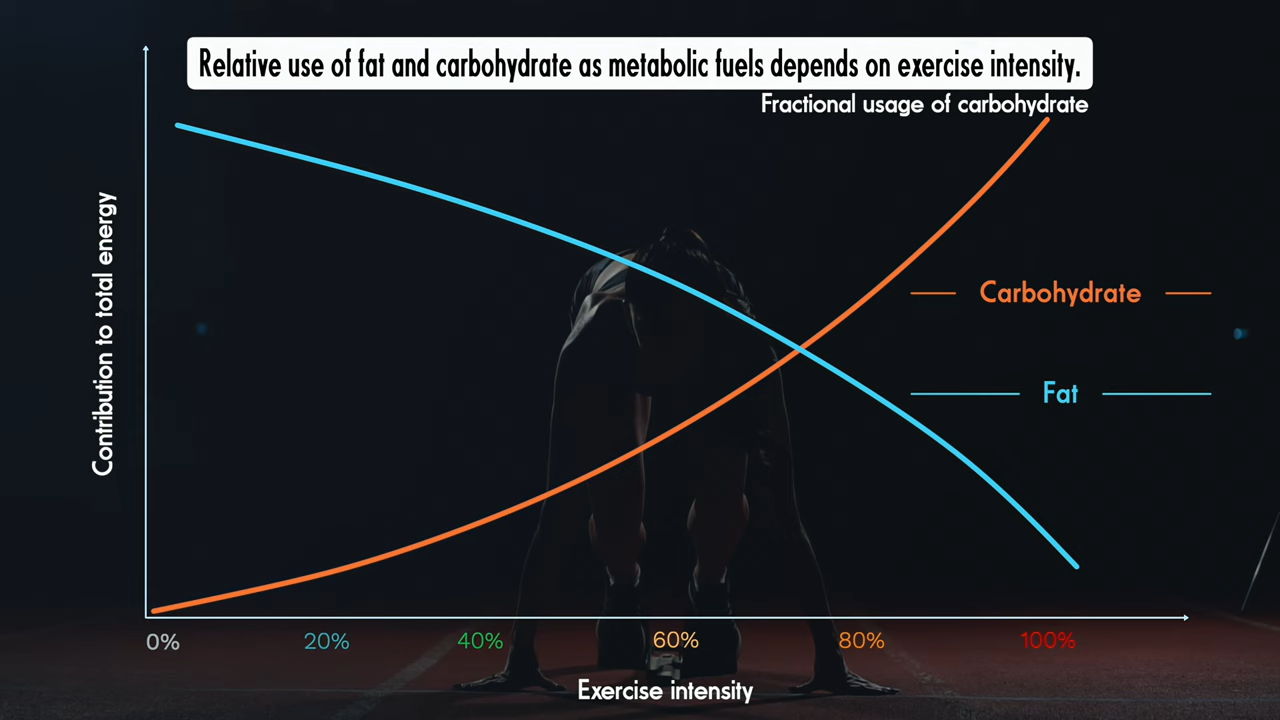 Relative use of fat and carbohydrate as metabolic fuels depends on exercise intensity.
Fractional usage of carbohydrate
Contribution to total energy
Carbohydrate
Fat
0% 20% 40% 60% 80% 100%
Exercise intensity